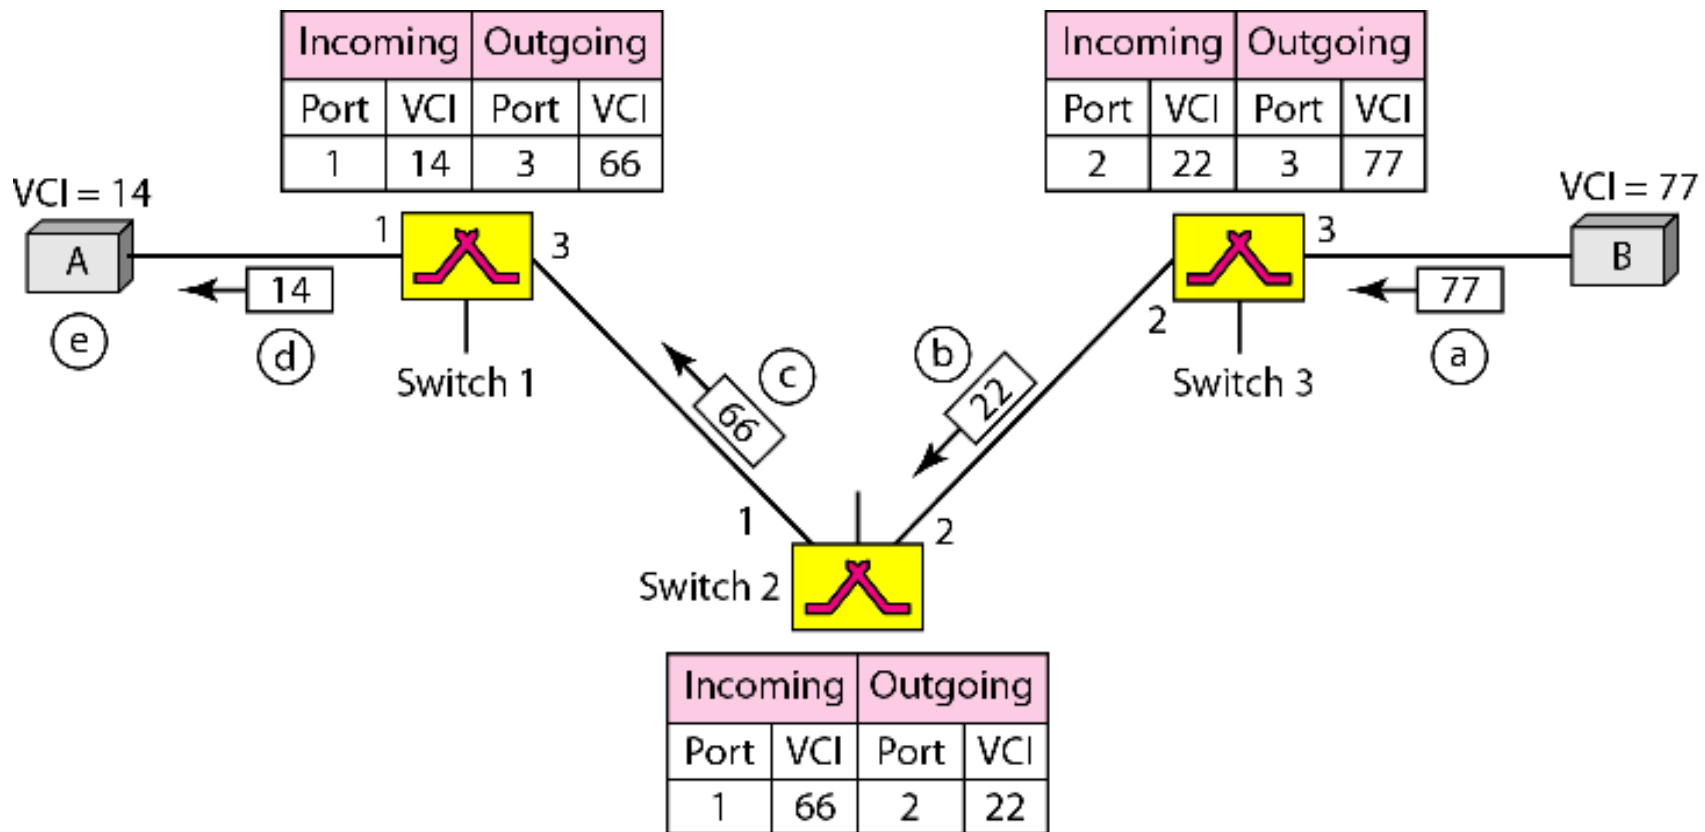 Incoming Outgoing
Port VCI Port VCI
1 14 3 66
Incoming Outgoing
Port VCI Port VCI
2 22 3 77
VCI = 14
VCI = 77
A
1
3
3
B
14
2
77
e
d
Switch 1
c
66
b
22
Switch 3
a
1
2
Switch 2
Incoming Outgoing
Port VCI Port VCI
1 66 2 22